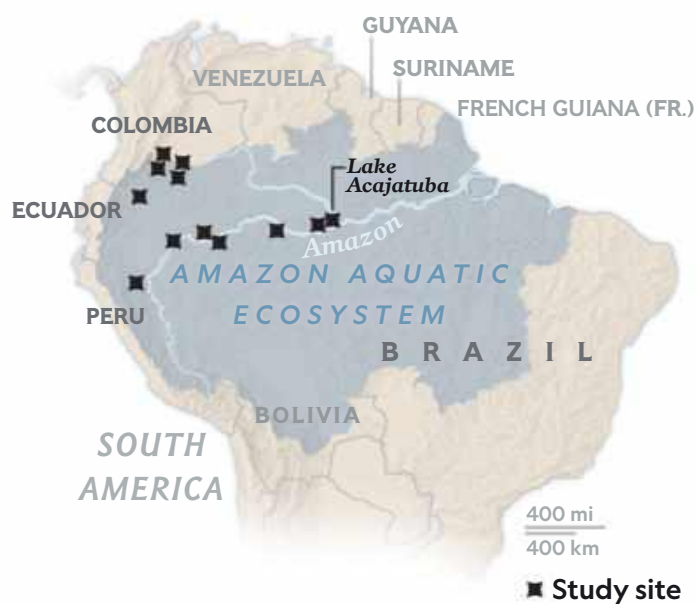 GUYANA
SURINAME
VENEZUELA
FRENCH GUIANA (FR.)
COLOMBIA
Lake
Acajatuba
ECUADOR
Amazon
AMAZON AQUATIC
ECOSYSTEM
PERU
BRAZIL
BOLIVIA
SOUTH
AMERICA
400 mi
400 km
Study site